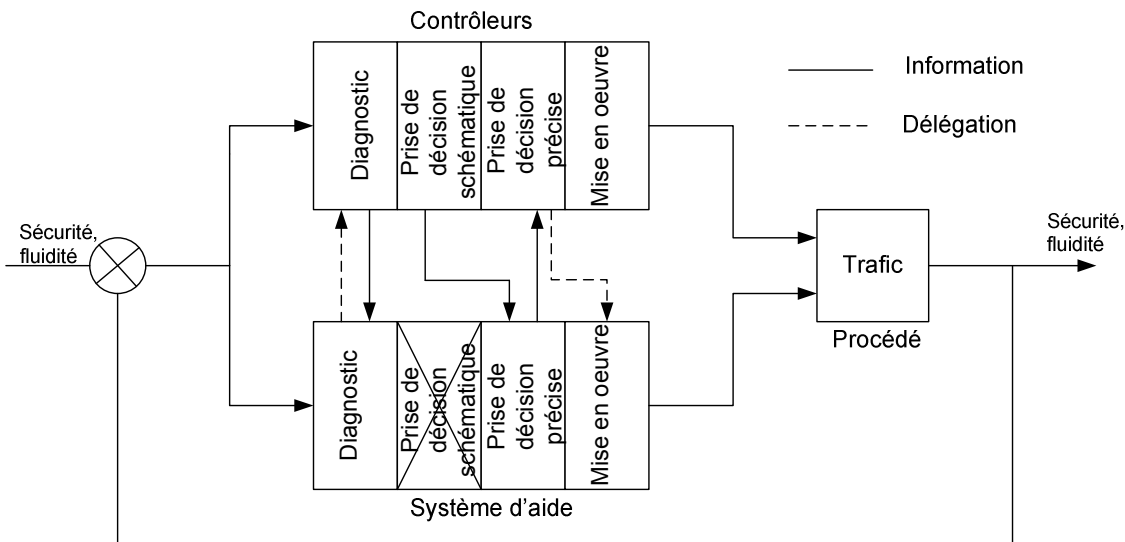 Contrôleurs
Diagnostic
Prise de
décision
schématique
Prise de
décision
précise
Mise en oeuvre
Information
Délégation
Sécurité,
fluidité
Trafic
Procédé
Sécurité,
fluidité
Diagnostic
Prise de
décision
schématique
Prise de
décision
précise
Mise en oeuvre
Système d'aide